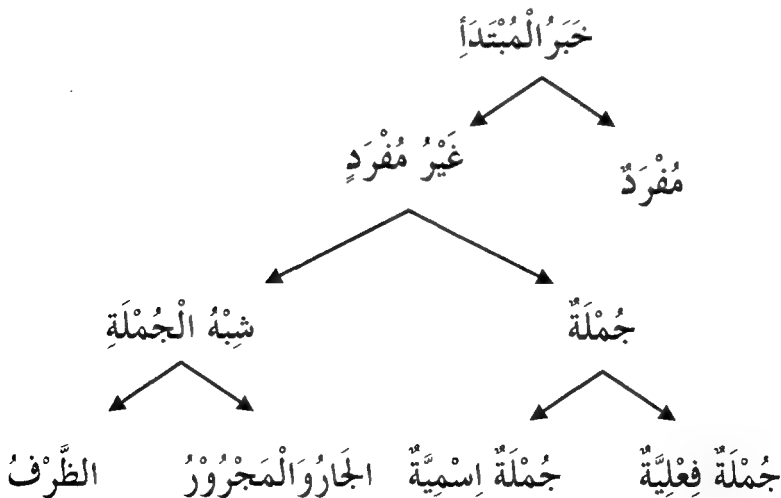 خَبَرُ الْمُبْتَدَأِ
مُفْرَدٌ
غَيْرُ مُفْرَدٍ
جُمْلَةٌ
شِبْهُ الْجُمْلَةِ
جُمْلَةٌ فِعْلِيَّةٌ
جُمْلَةٌ اِسْمِيَّةٌ
الجَارُ وَالْمَجْرُوْرُ
الظَّرْفُ